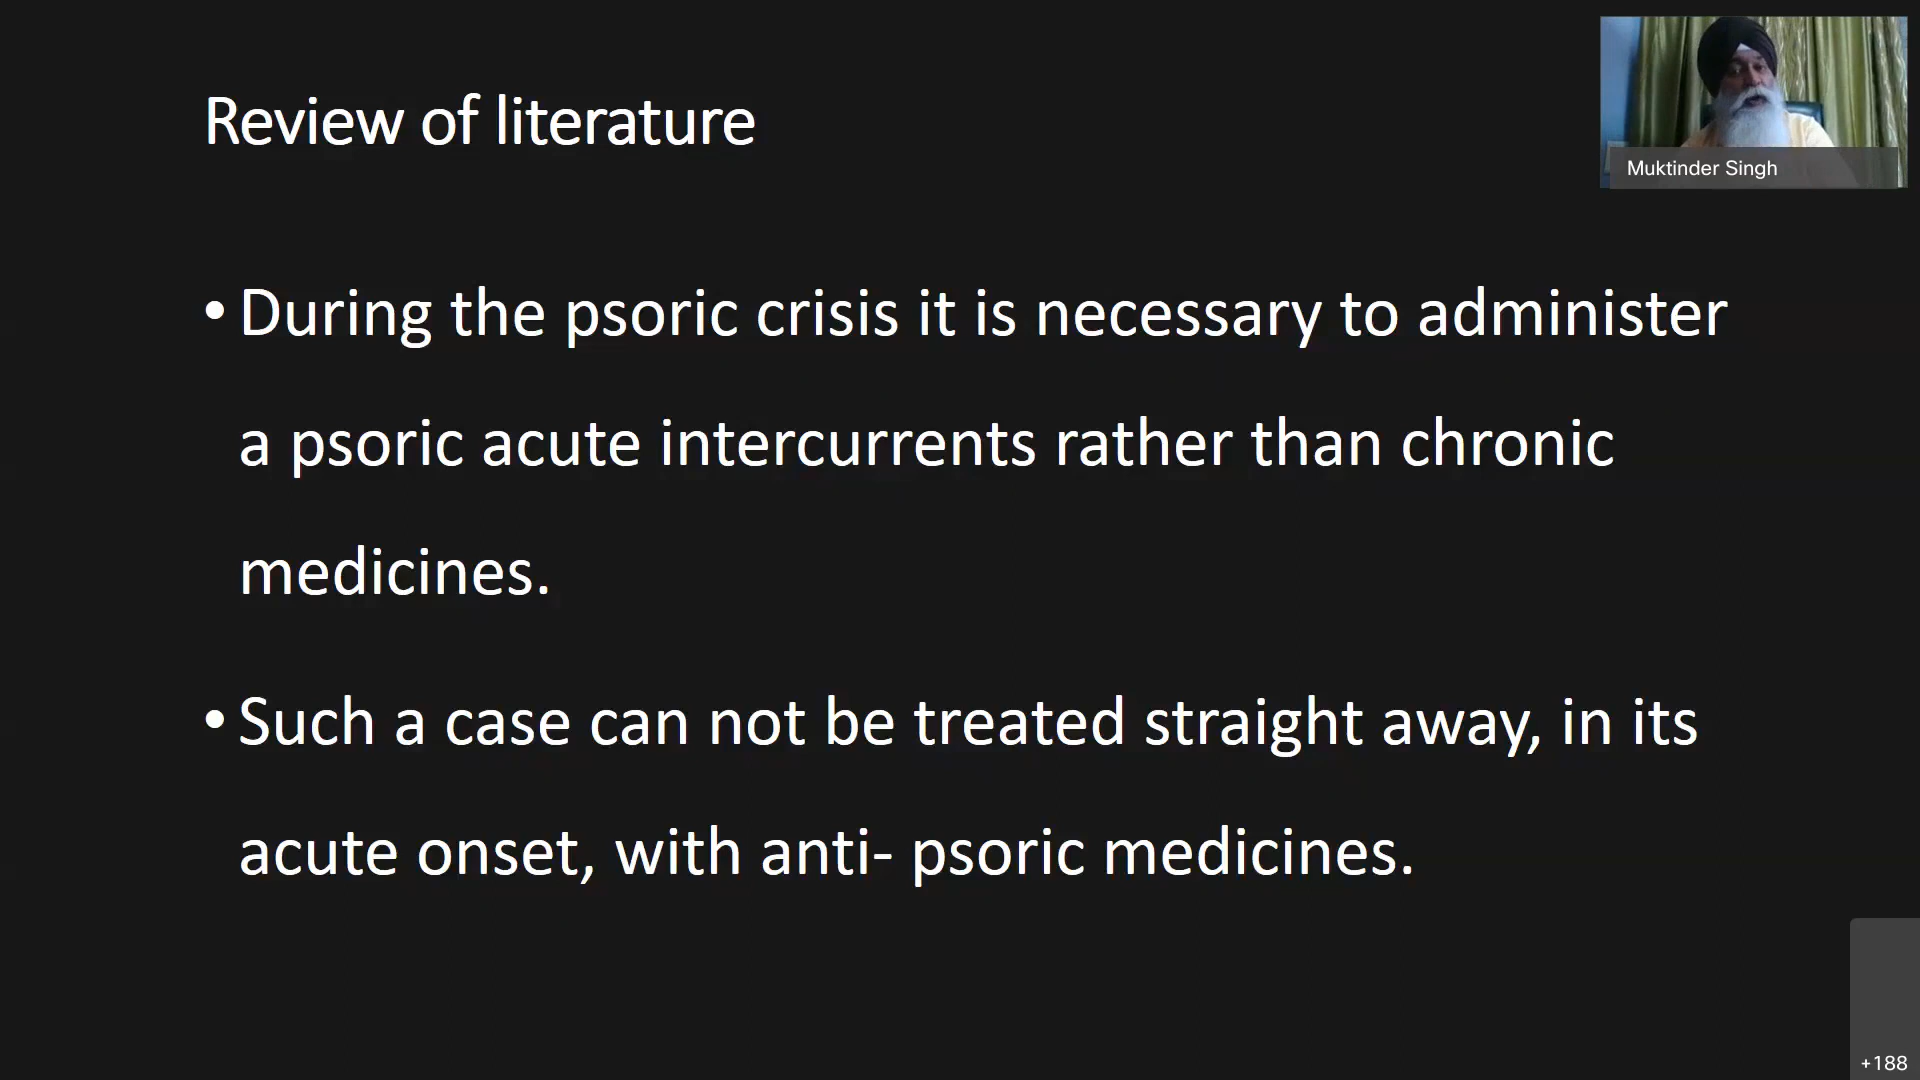 Review of literature
Muktinder Singh
• During the psoric crisis it is necessary to administer
a psoric acute intercurrents rather than chronic
medicines.
• Such a case can not be treated straight away, in its
acute onset, with anti- psoric medicines.
+188